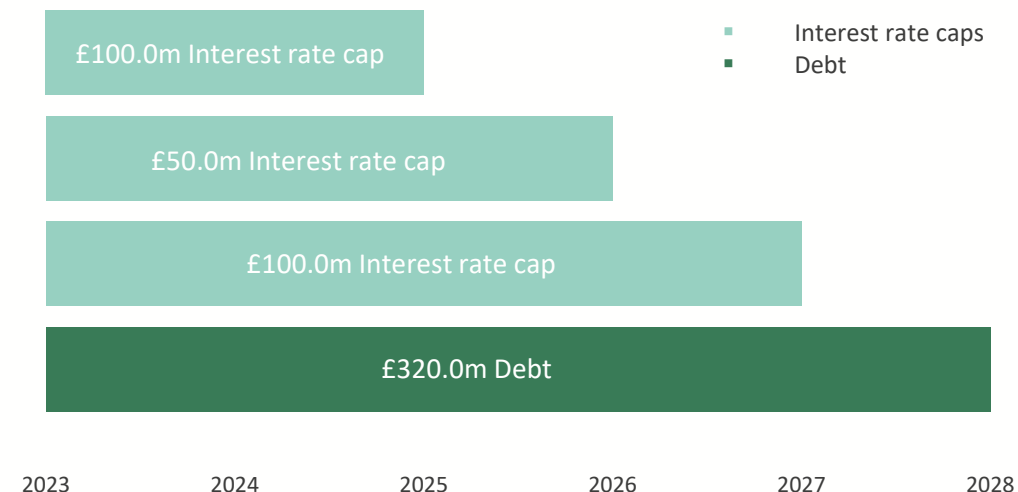 £100.0m Interest rate cap
Interest rate caps
Debt
£50.0m Interest rate cap
£100.0m Interest rate cap
£320.0m Debt
2023 2024 2025 2026 2027 2028